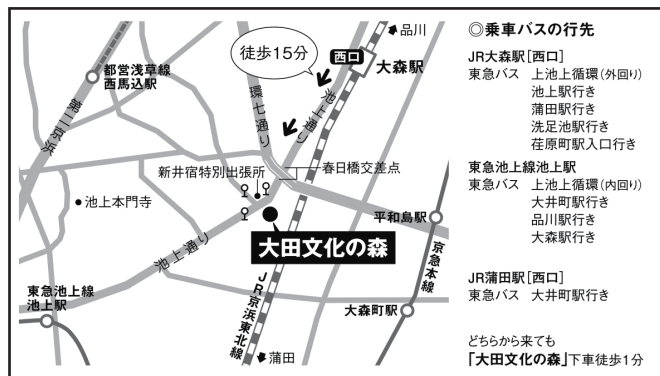 品川
徒歩15分
西口
大森駅
都営浅草線
西馬込駅
第二京浜
環七通り
池上通り
新井宿特別出張所
春日橋交差点
池上本門寺
平和島駅
大田文化の森
池上通り
京急本線
JR京浜東北線
東急池上線
池上駅
大森町駅
蒲田
◎乗車バスの行先
JR大森駅[西口]
東急バス 上池上循環(外回り)
池上駅行き
蒲田駅行き
洗足池駅行き
荏原町駅入口行き
東急池上線池上駅
東急バス 上池上循環(内回り)
大井町駅行き
品川駅行き
大森駅行き
JR蒲田駅[西口]
東急バス 大井町駅行き
どちらから来ても
「大田文化の森」下車徒歩1分